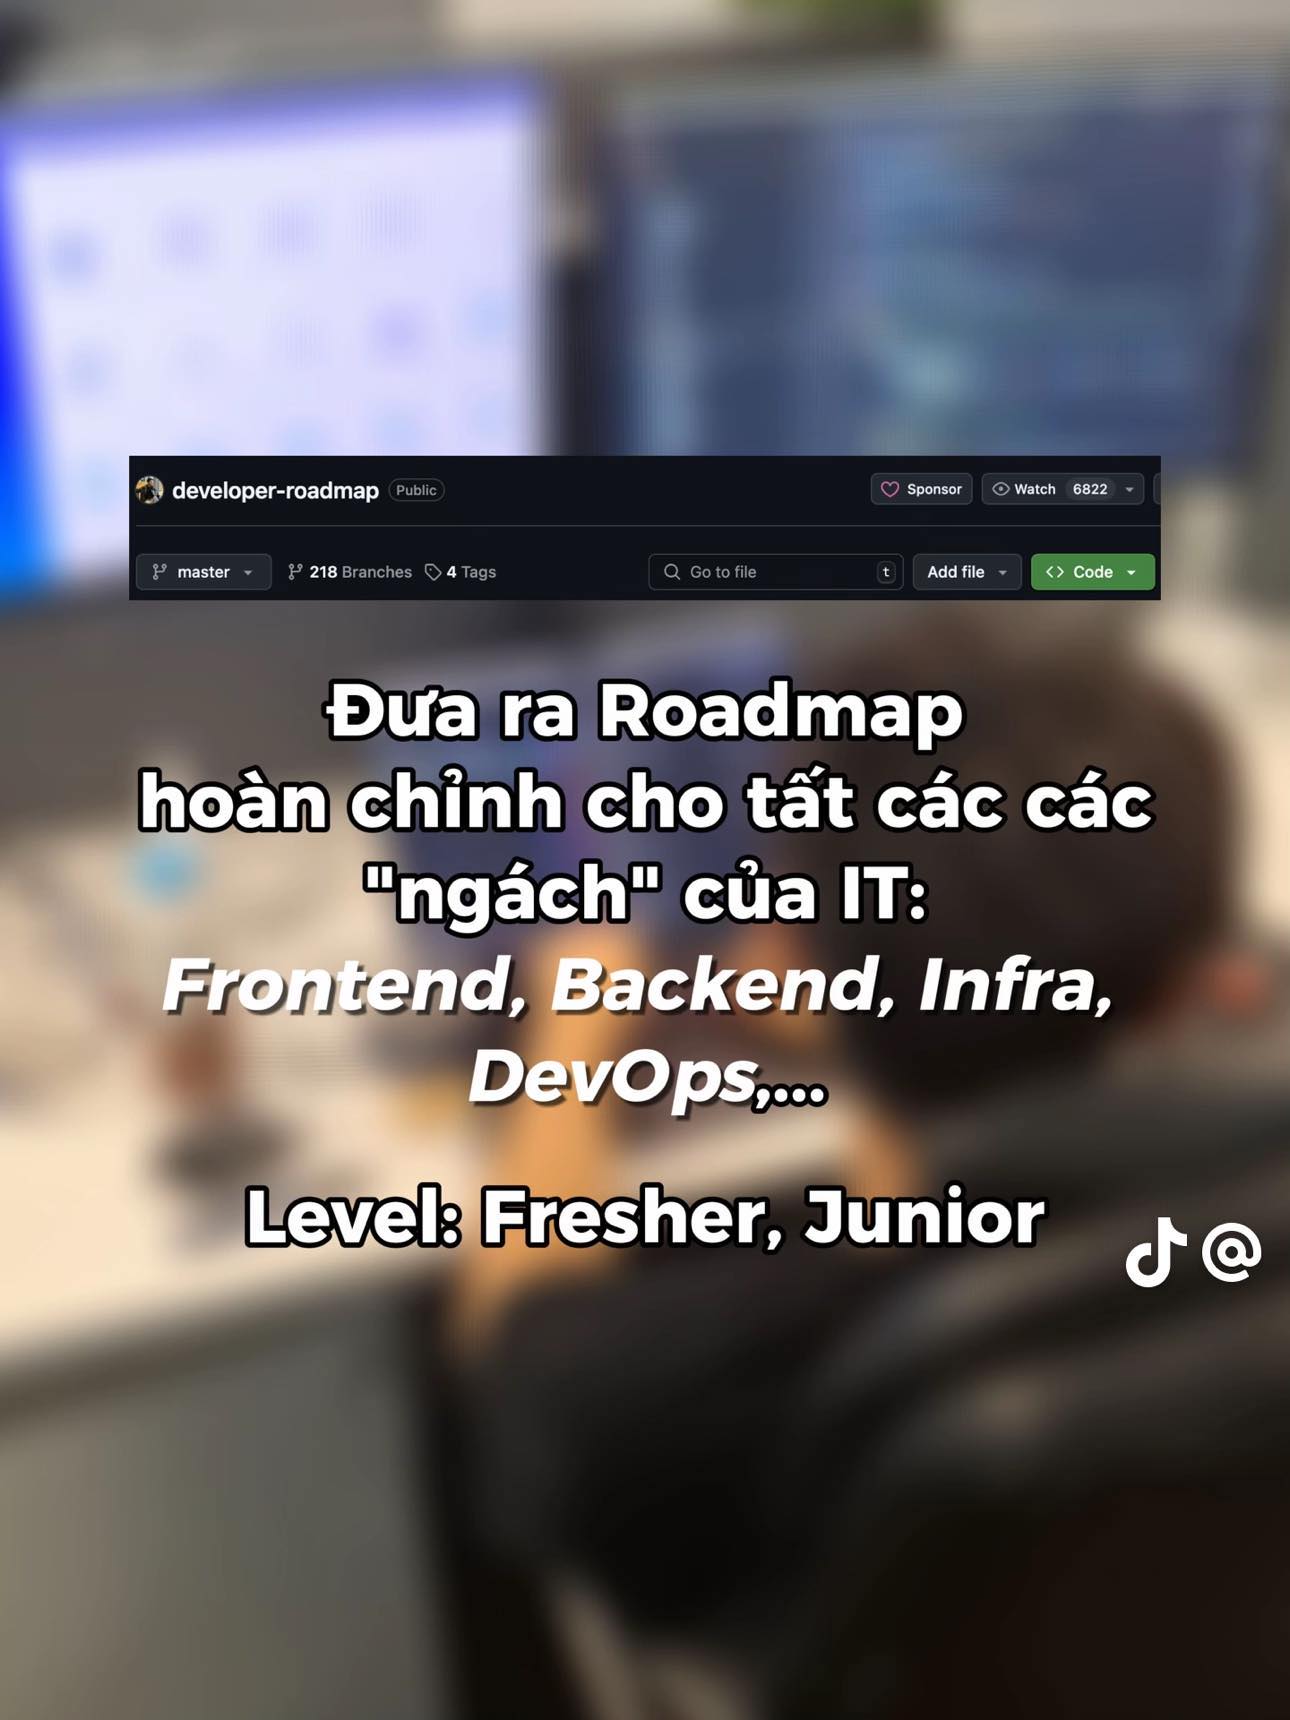 developer-roadmap Public Sponsor Watch 6822
master 218 Branches 4 Tags Go to file t Add file Code
Đưa ra Roadmap
hoàn chỉnh cho tất các các
"ngách" của IT:
Frontend, Backend, Infra,
DevOps,...
Level: Fresher, Junior